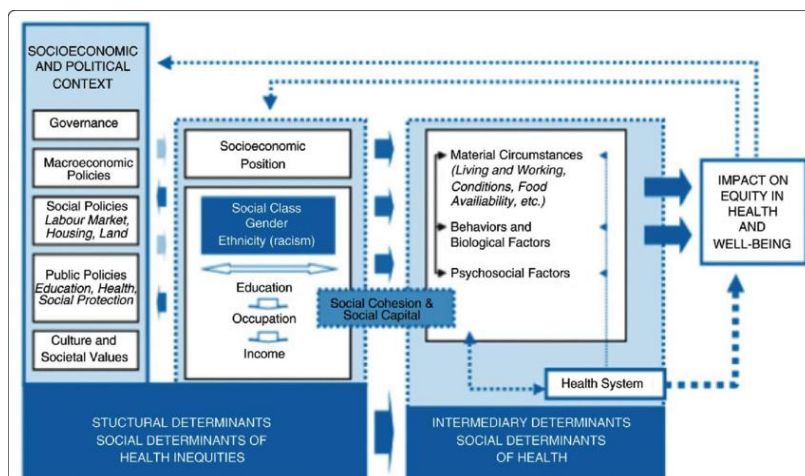 SOCIOECONOMIC
AND POLITICAL
CONTEXT
Governance
Macroeconomic
Policies
Social Policies
Labour Market,
Housing, Land
Public Policies
Education, Health,
Social Protection
Culture and
Societal Values
Socioeconomic
Position
Social Class
Gender
Ethnicity (racism)
Education
Occupation
Income
Social Cohesion &
Social Capital
Material Circumstances
(Living and Working,
Conditions, Food
Availiability, etc.)
Behaviors and
Biological Factors
Psychosocial Factors
Health System
IMPACT ON
EQUITY IN
HEALTH
AND
WELL-BEING
STUCTURAL DETERMINANTS
SOCIAL DETERMINANTS OF
HEALTH INEQUITIES
INTERMEDIARY DETERMINANTS
SOCIAL DETERMINANTS
OF HEALTH